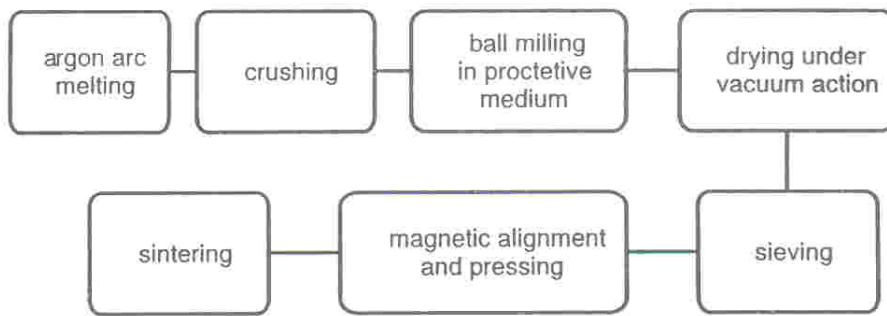 argon arc
melting
crushing
ball milling
in proctetive
medium
drying under
vacuum action
sieving
magnetic alignment
and pressing
sintering